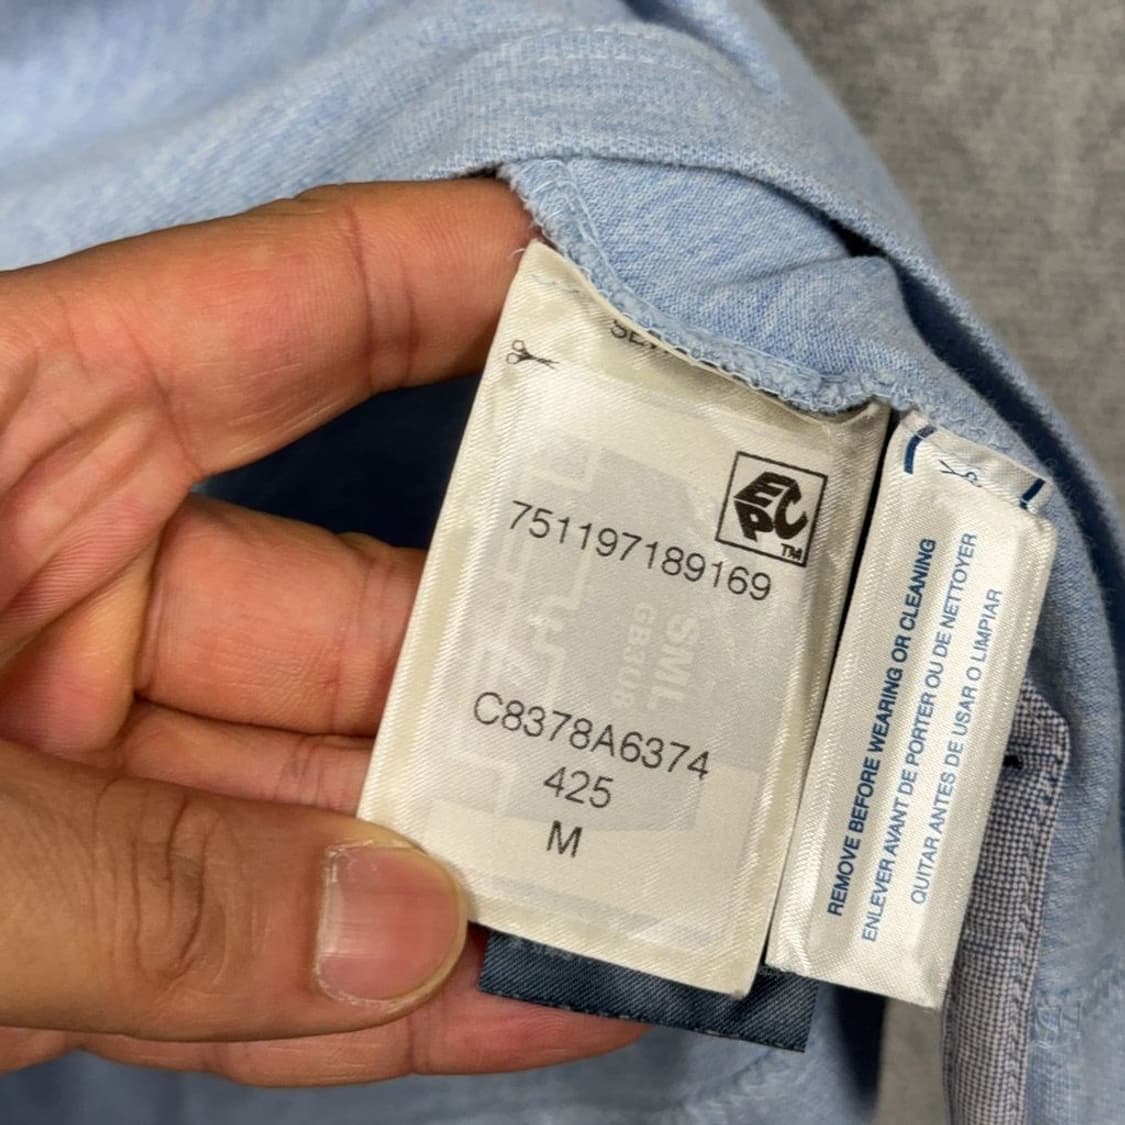 EPC
TM
751197189169
SML
C8378A6374
425
M
REMOVE BEFORE WEARING OR CLEANING
ENLEVER AVANT DE PORTER OU DE NETTOYER
QUITAR ANTES DE USAR O LIMPIAR